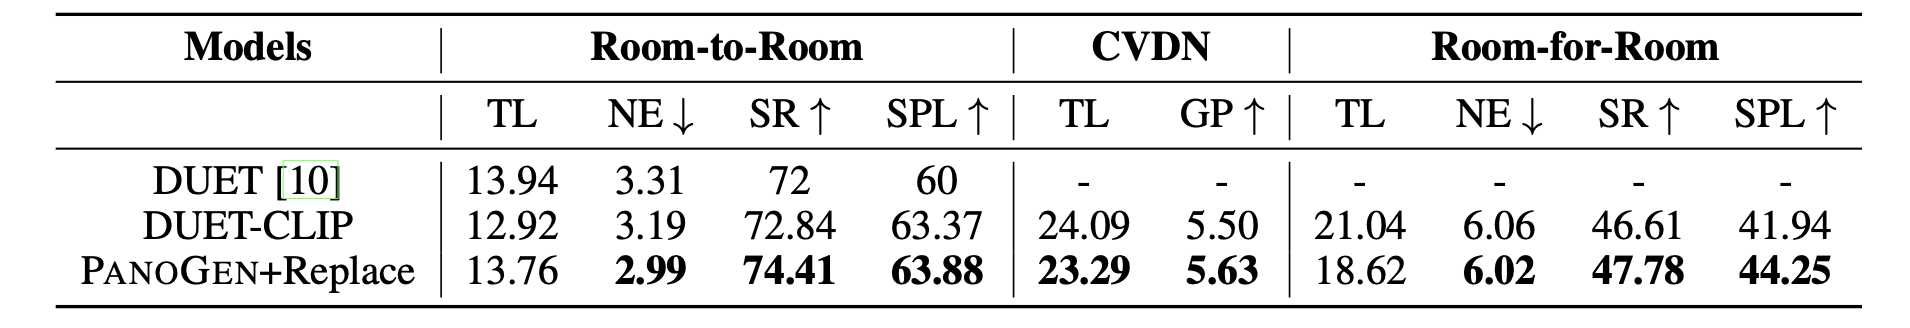 Models Room-to-Room CVDN Room-for-Room
TL NE ↓ SR ↑ SPL ↑ TL GP ↑ TL NE ↓ SR ↑ SPL ↑
DUET [10] 13.94 3.31 72 60 - - - - - -
DUET-CLIP 12.92 3.19 72.84 63.37 24.09 5.50 21.04 6.06 46.61 41.94
PANOGEN+Replace 13.76 2.99 74.41 63.88 23.29 5.63 18.62 6.02 47.78 44.25